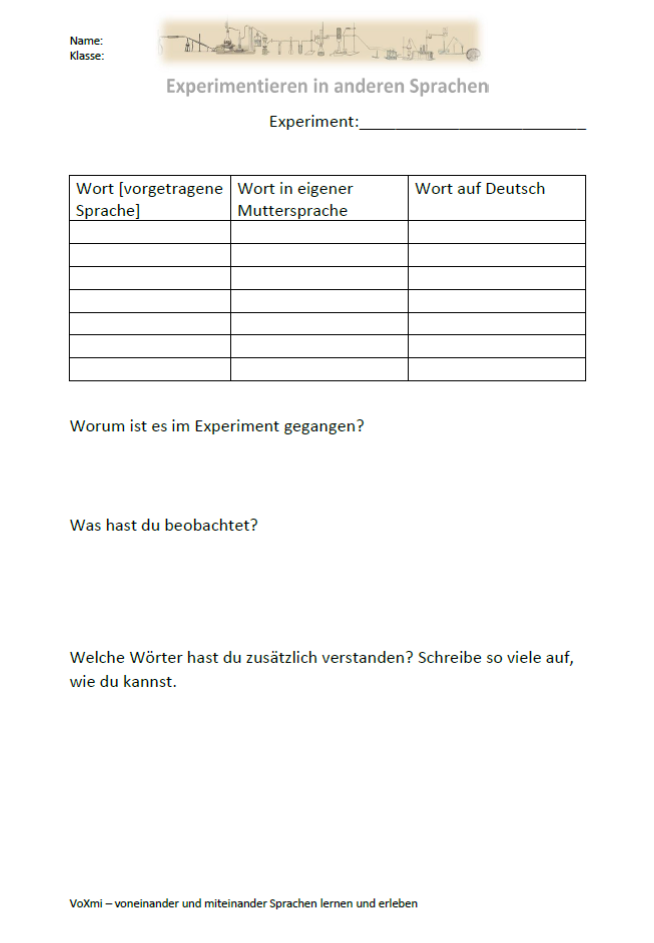 Name:
Klasse:
Experimentieren in anderen Sprachen
Experiment:
Wort [vorgetragene Sprache]
Wort in eigener Muttersprache
Wort auf Deutsch
Worum ist es im Experiment gegangen?
Was hast du beobachtet?
Welche Wörter hast du zusätzlich verstanden? Schreibe so viele auf,
wie du kannst.
VoXmi – voneinander und miteinander Sprachen lernen und erleben